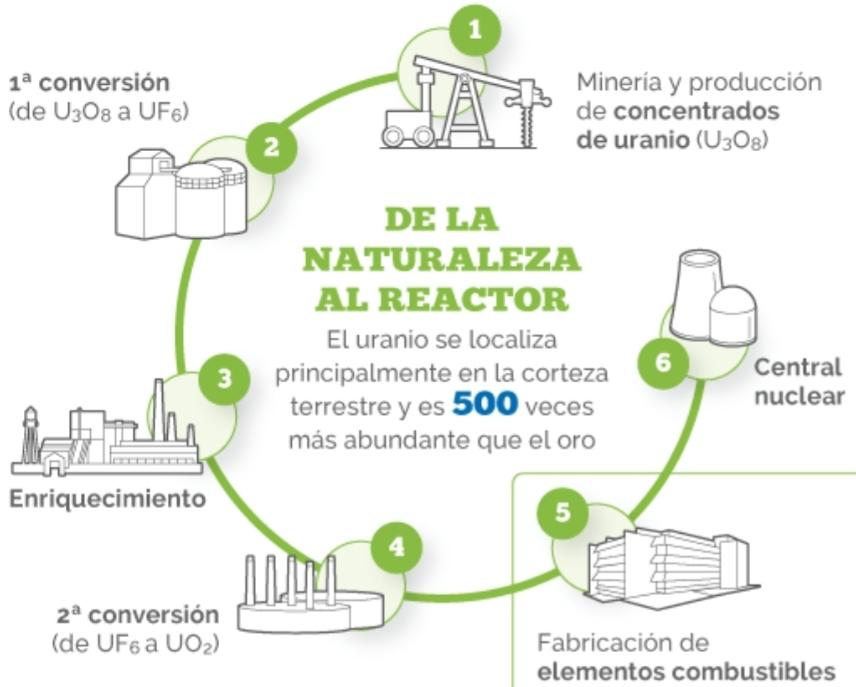 DE LA
NATURALEZA
AL REACTOR
El uranio se localiza
principalmente en la corteza
terrestre y es 500 veces
más abundante que el oro
1
Minería y producción
de concentrados
de uranio (U₃O₈)
2
1ª conversión
(de U₃O₈ a UF₆)
3
Enriquecimiento
4
2ª conversión
(de UF₆ a UO₂)
5
Fabricación de
elementos combustibles
6
Central
nuclear